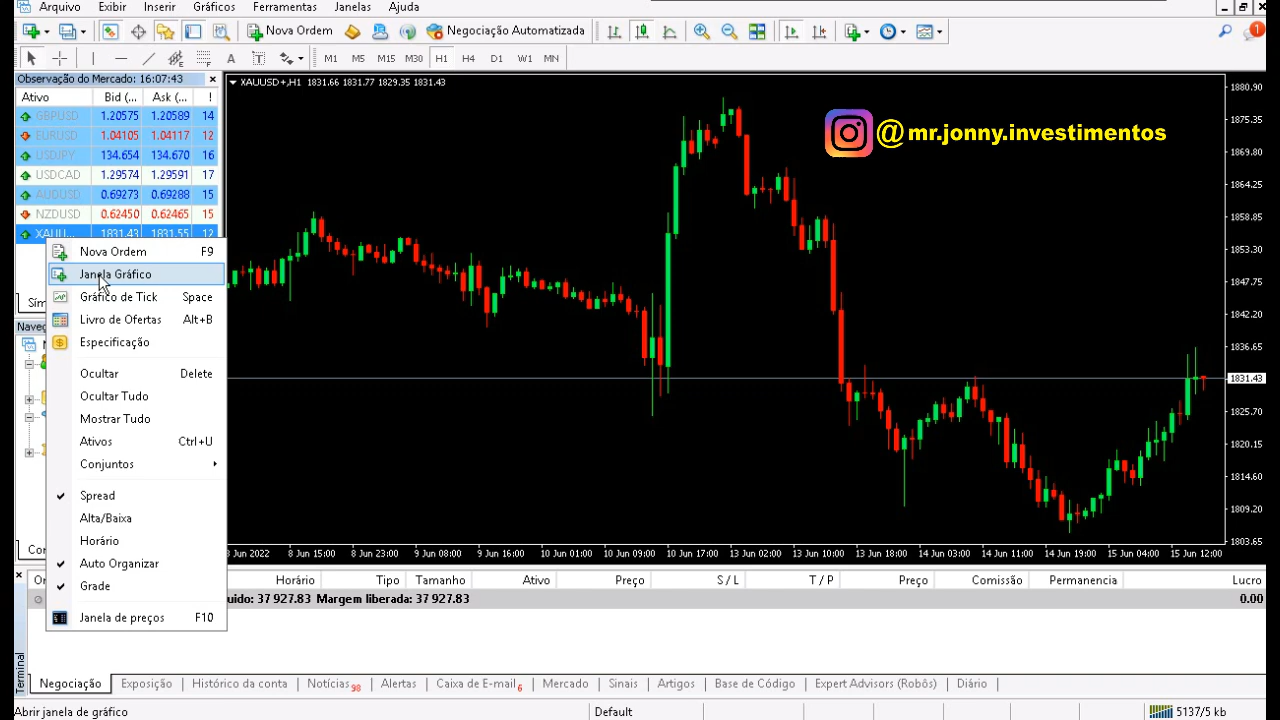 Arquivo Exibir Inserir Gráficos Ferramentas Janelas Ajuda
Nova Ordem Negociação Automatizada
A T M1 M5 M15 M30 H1 H4 D1 W1 MN
Observação do Mercado: 16:07:43
Ativo Bid (... Ask (... !
GBPUSD 1.20575 1.20589 14
EURUSD 1.04105 1.04117 12
USDJPY 134.654 134.670 16
USDCAD 1.29574 1.29591 17
AUDUSD 0.69273 0.69288 15
NZDUSD 0.62450 0.62465 15
XAUU... 1831.43 1831.55 12
Nova Ordem F9
Janela Gráfico
Gráfico de Tick Space
Livro de Ofertas Alt+B
Especificação
Ocultar Delete
Ocultar Tudo
Mostrar Tudo
Ativos Ctrl+U
Conjuntos
Spread
Alta/Baixa
Horário
Auto Organizar
Grade
Janela de preços F10
XAUUSD+,H1 1831.66 1831.77 1829.35 1831.43
@mr.jonny.investimentos
1880.90
1875.35
1869.80
1864.25
1858.85
1853.30
1847.75
1842.20
1836.65
1831.43
1825.70
1820.15
1814.60
1809.20
1803.65
Jun 2022 8 Jun 15:00 8 Jun 23:00 9 Jun 08:00 9 Jun 16:00 10 Jun 01:00 10 Jun 09:00 10 Jun 17:00 13 Jun 02:00 13 Jun 10:00 13 Jun 18:00 14 Jun 03:00 14 Jun 11:00 14 Jun 19:00 15 Jun 04:00 15 Jun 12:00
Horário Tipo Tamanho Ativo Preço S / L T / P Preço Comissão Permanencia Lucro
uido: 37 927.83 Margem liberada: 37 927.83 0.00
Terminal
Negociação Exposição Histórico da conta Notícias 98 Alertas Caixa de E-mail 6 Mercado Sinais Artigos Base de Código Expert Advisors (Robôs) Diário
Abrir janela de gráfico Default 5137/5 kb